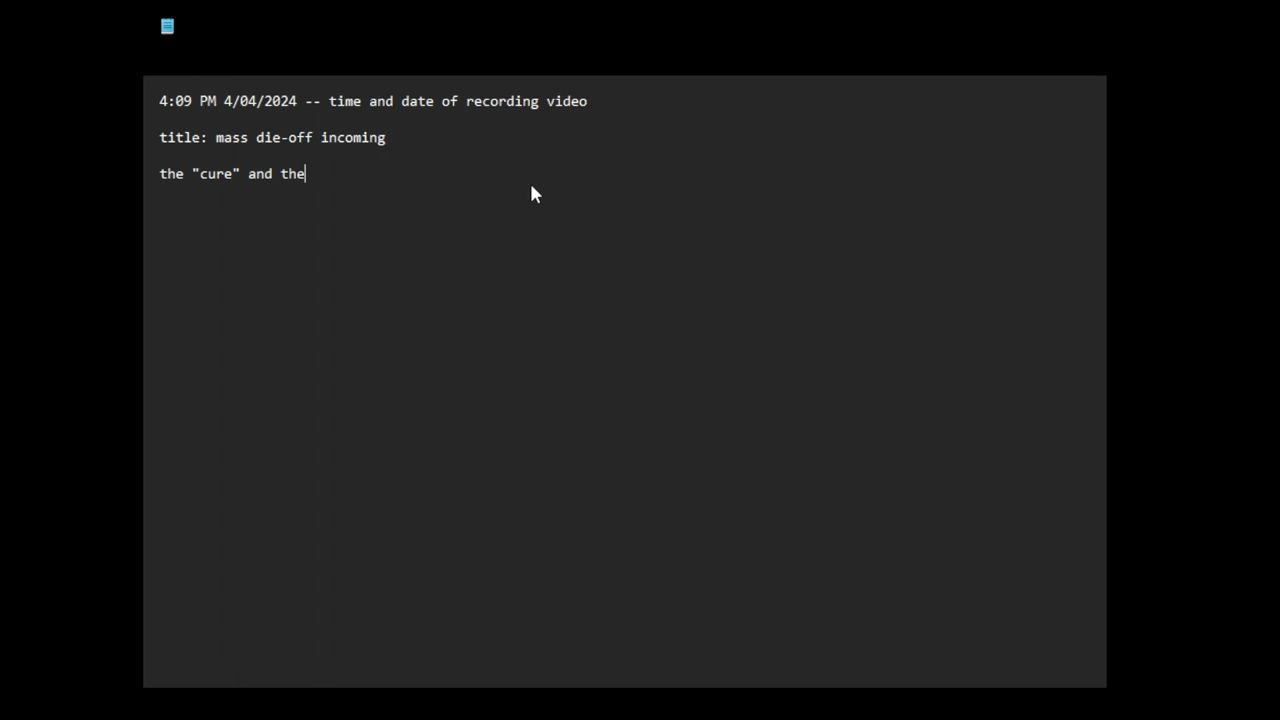 4:09 PM 4/04/2024 -- time and date of recording video
title: mass die-off incoming
the "cure" and the